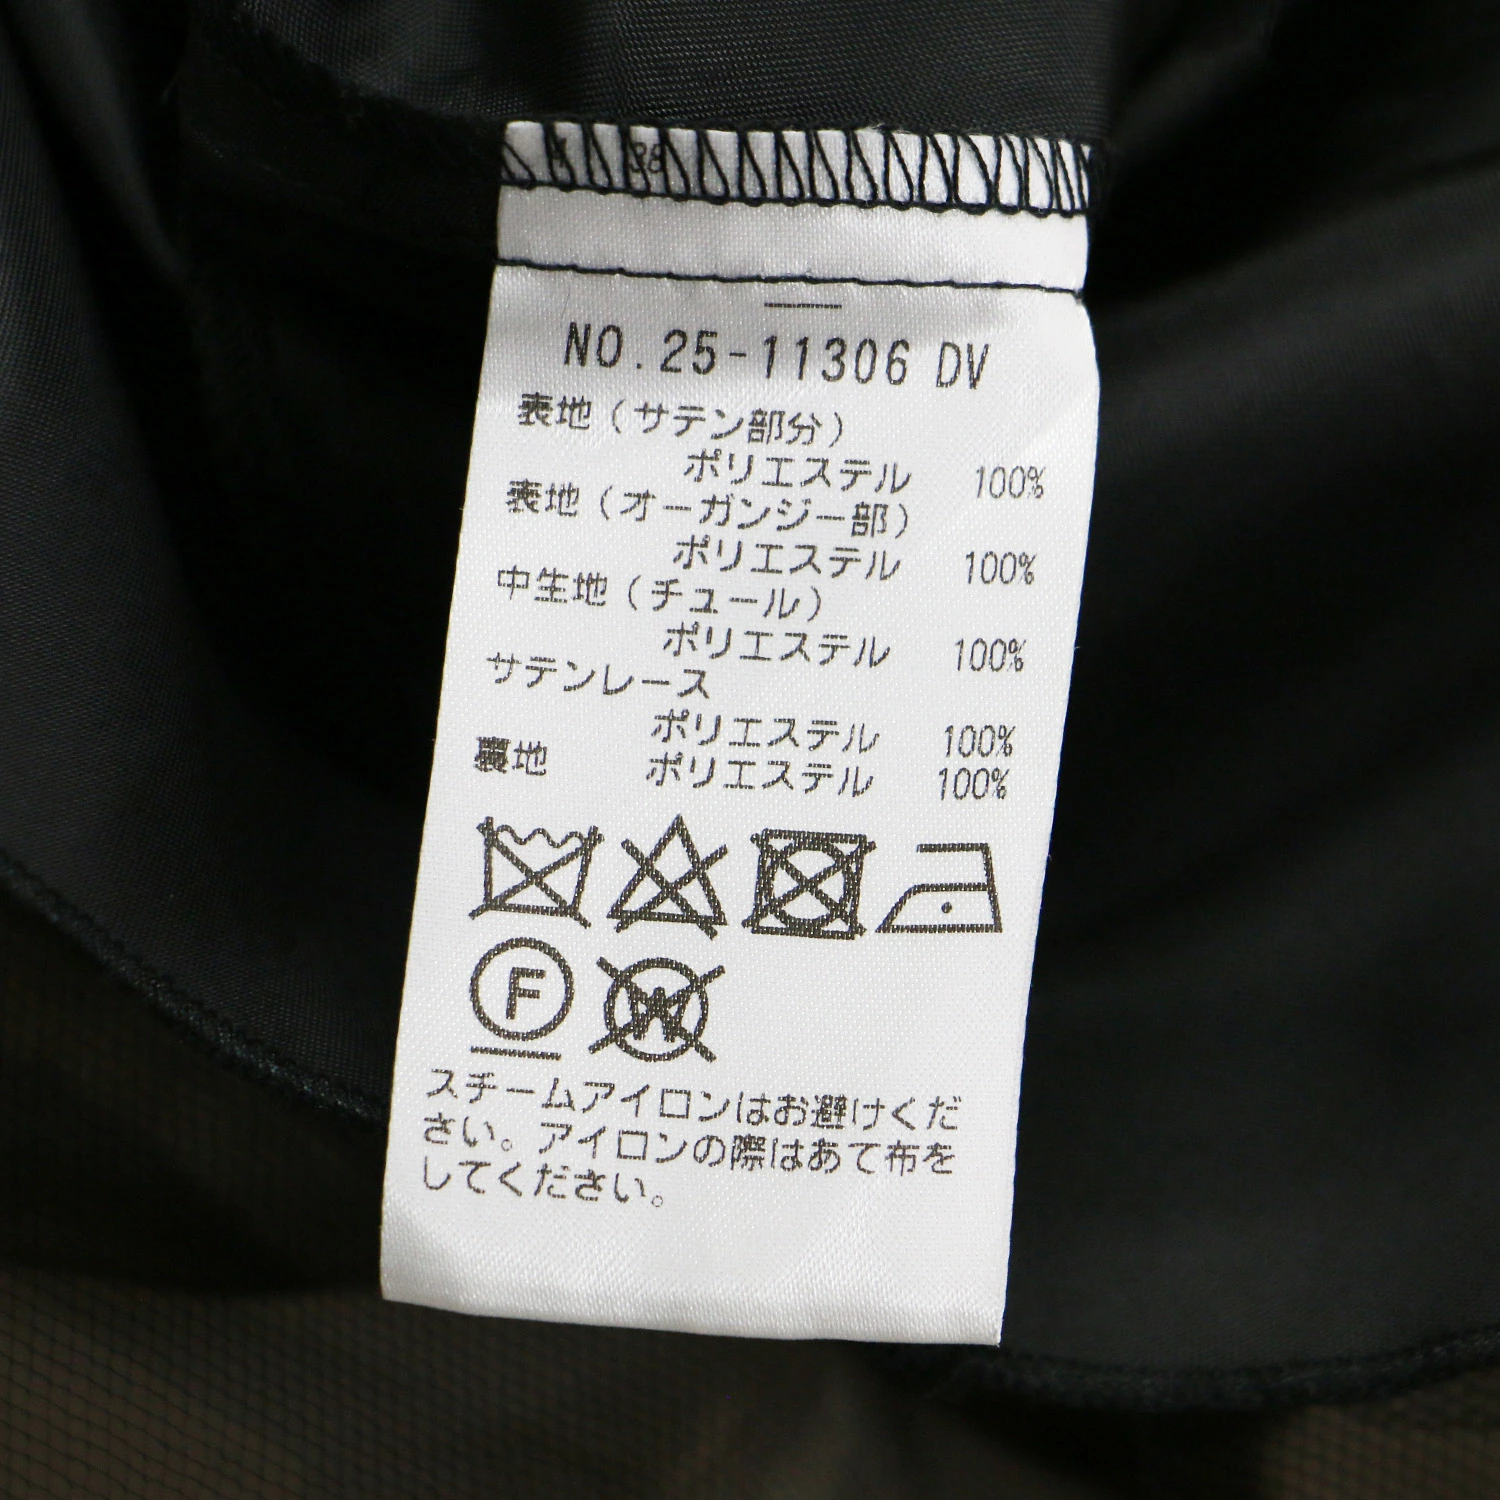 38
NO.25-11306 DV
表地(サテン部分)
ポリエステル 100%
表地(オーガンジー部)
ポリエステル 100%
中生地(チュール)
ポリエステル 100%
サテンレース
ポリエステル 100%
裏地 ポリエステル 100%
F
W
スチームアイロンはお避けくだ
さい。アイロンの際はあて布を
してください。